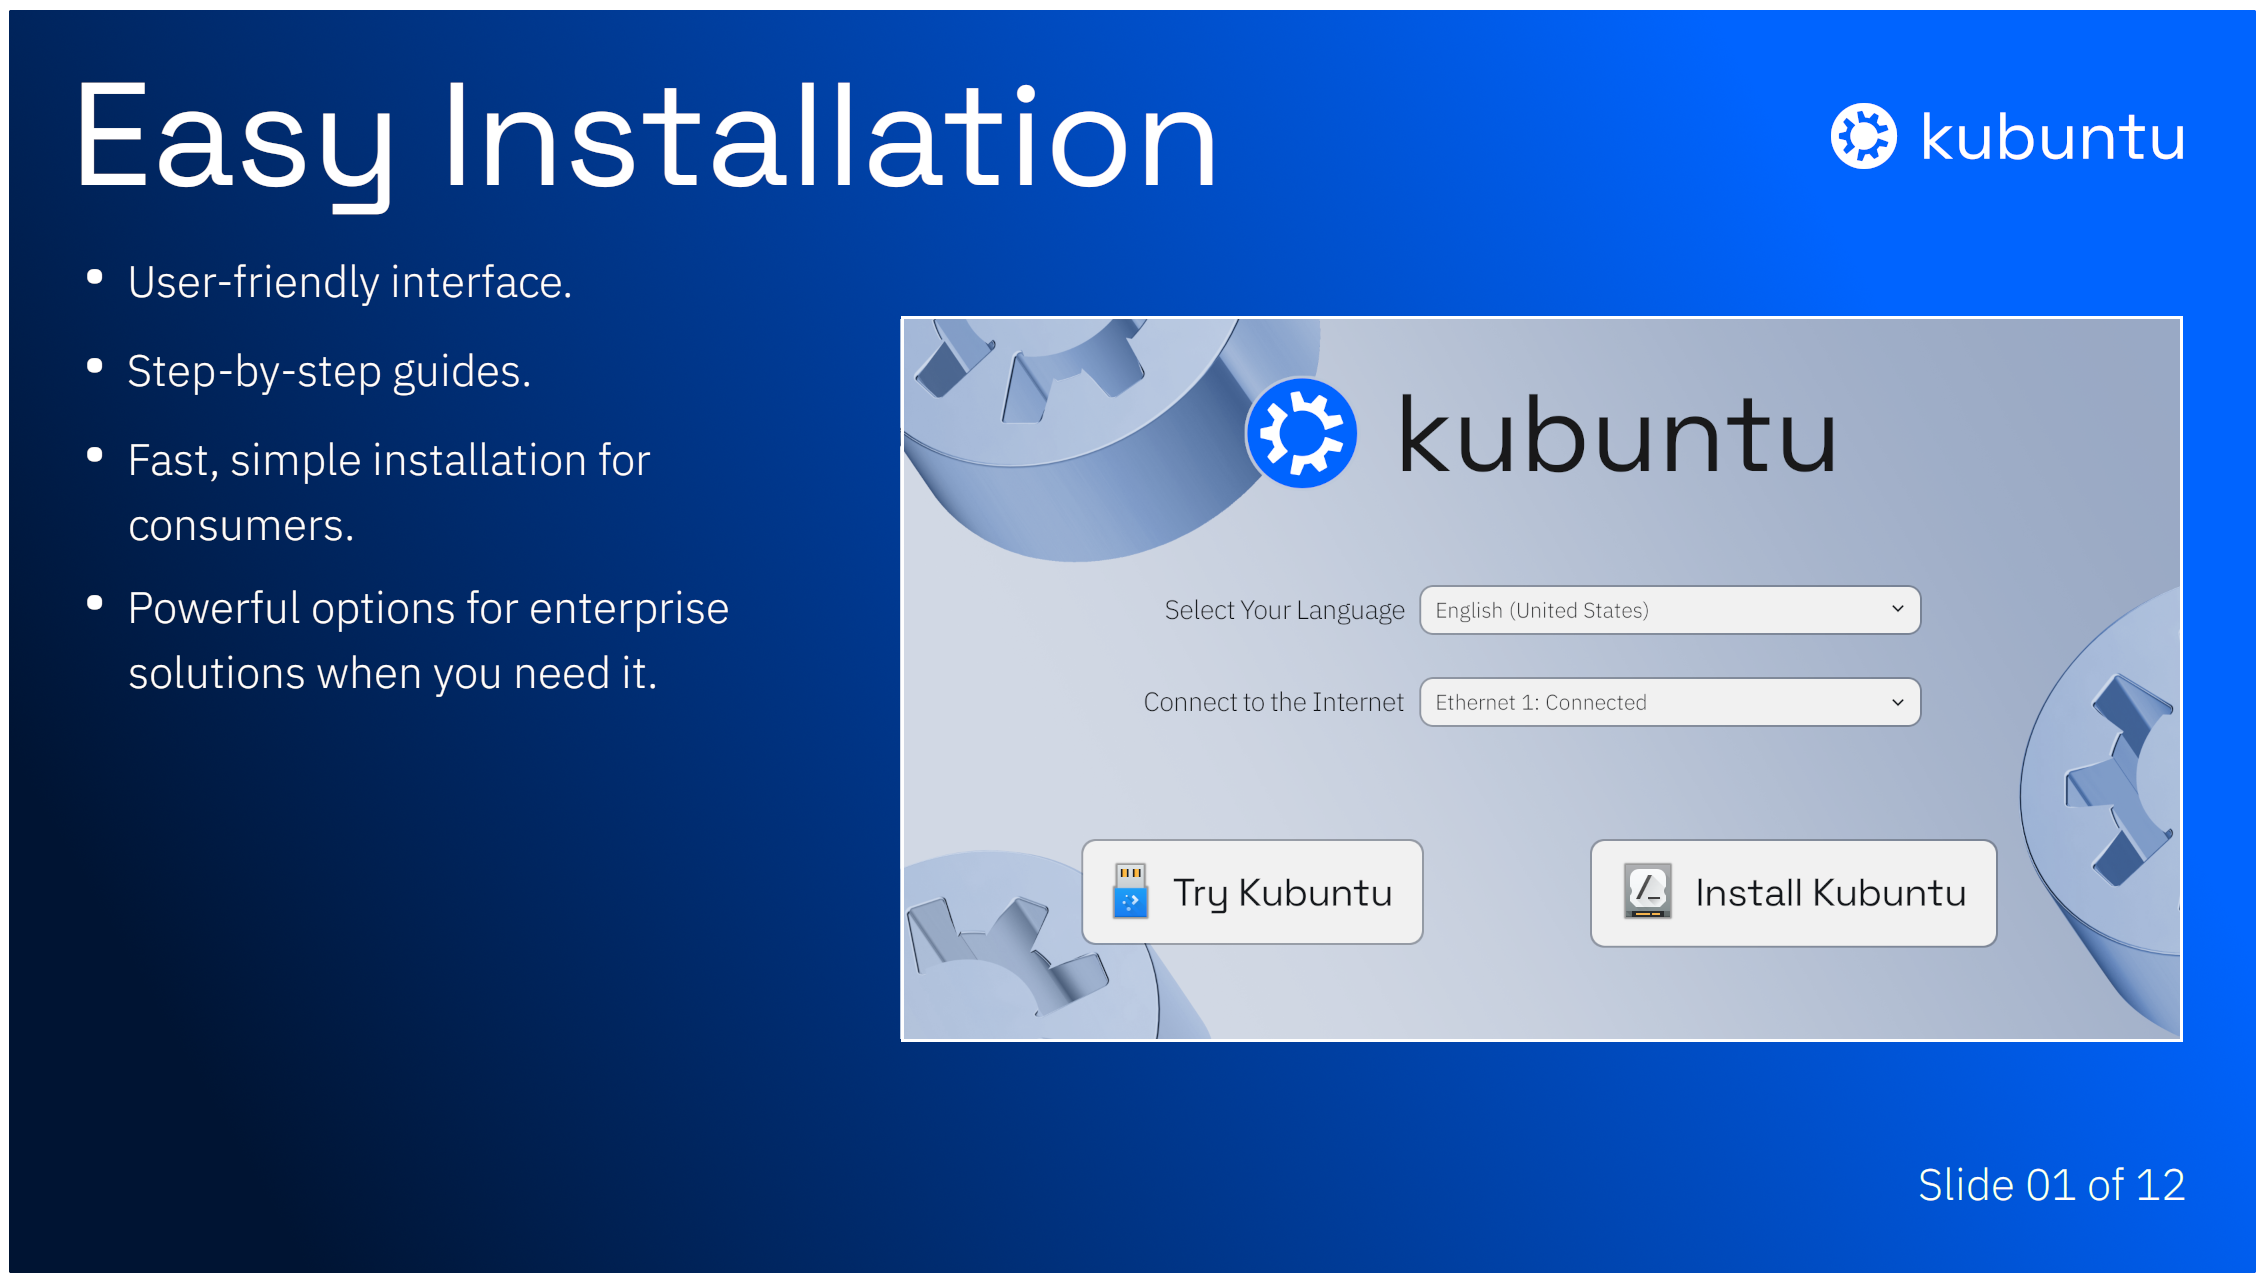 Easy Installation
kubuntu
• User-friendly interface.
• Step-by-step guides.
• Fast, simple installation for
consumers.
• Powerful options for enterprise
solutions when you need it.
kubuntu
Select Your Language English (United States)
Connect to the Internet Ethernet 1: Connected
Try Kubuntu
Install Kubuntu
Slide 01 of 12